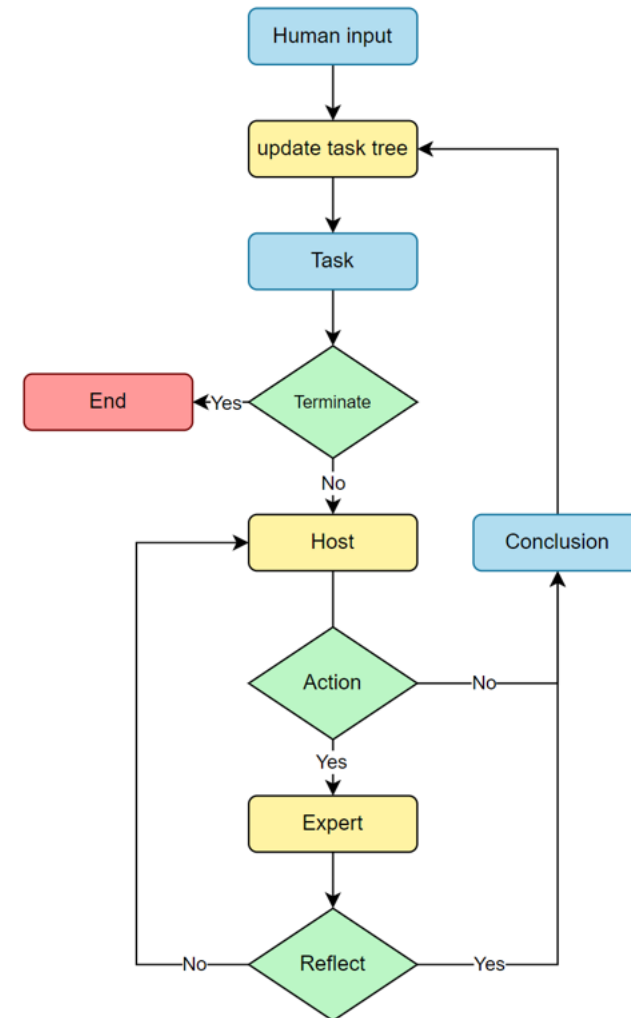 Human input
update task tree
Task
End
Yes
Terminate
No
Host
Conclusion
Action
No
Yes
Expert
No
Reflect
Yes